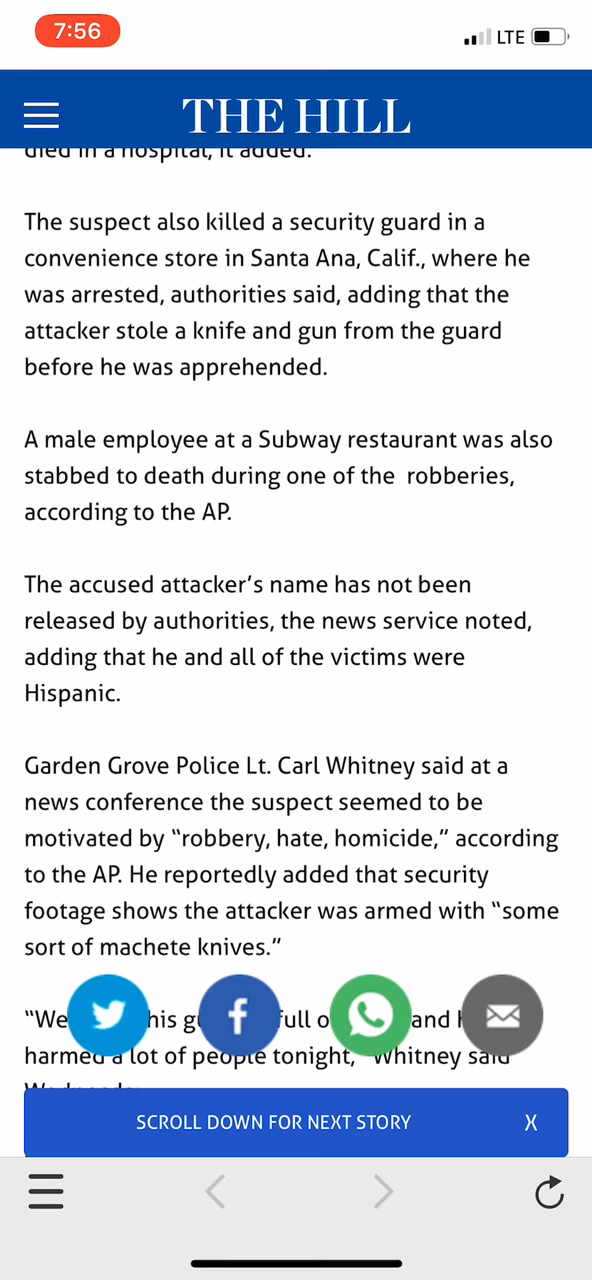 7:56
LTE
THE HILL
died in a hospital, it added.
The suspect also killed a security guard in a
convenience store in Santa Ana, Calif., where he
was arrested, authorities said, adding that the
attacker stole a knife and gun from the guard
before he was apprehended.
A male employee at a Subway restaurant was also
stabbed to death during one of the  robberies,
according to the AP.
The accused attacker’s name has not been
released by authorities, the news service noted,
adding that he and all of the victims were
Hispanic.
Garden Grove Police Lt. Carl Whitney said at a
news conference the suspect seemed to be
motivated by “robbery, hate, homicide,” according
to the AP. He reportedly added that security
footage shows the attacker was armed with “some
sort of machete knives.”
“We his full and
harmed a lot of people tonight,” Whitney said
Wednesday
SCROLL DOWN FOR NEXT STORY X